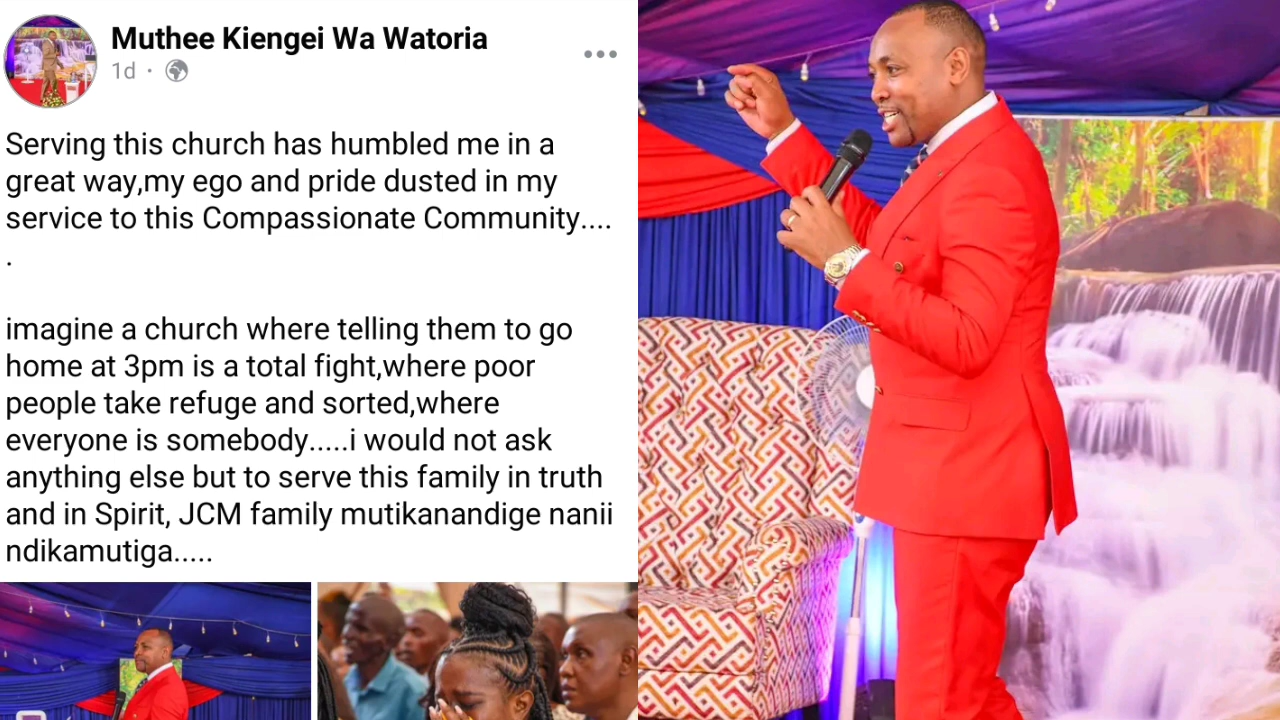 Muthee Kiengei Wa Watoria
1d ·
Serving this church has humbled me in a
great way,my ego and pride dusted in my
service to this Compassionate Community....
.
imagine a church where telling them to go
home at 3pm is a total fight,where poor
people take refuge and sorted,where
everyone is somebody.....i would not ask
anything else but to serve this family in truth
and in Spirit, JCM family mutikanandige nanii
ndikamutiga.....